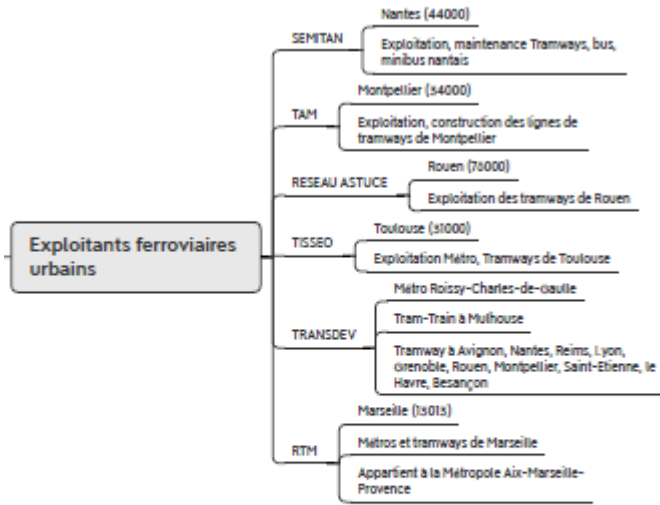 Exploitants ferroviaires
urbains
SEMITAN
Nantes (44000)
Exploitation, maintenance Tramways, bus,
minibus nantais
TAM
Montpellier (34000)
Exploitation, construction des lignes de
tramways de Montpellier
RESEAU ASTUCE
Rouen (76000)
Exploitation des tramways de Rouen
TISSEO
Toulouse (31000)
Exploitation Métro, Tramways de Toulouse
TRANSDEV
Métro Roissy-Charles-de-Gaulle
Tram-Train à Mulhouse
Tramway à Avignon, Nantes, Reims, Lyon,
Grenoble, Rouen, Montpellier, Saint-Etienne, le
Havre, Besançon
RTM
Marseille (13013)
Métros et tramways de Marseille
Appartient à la Métropole Aix-Marseille-
Provence